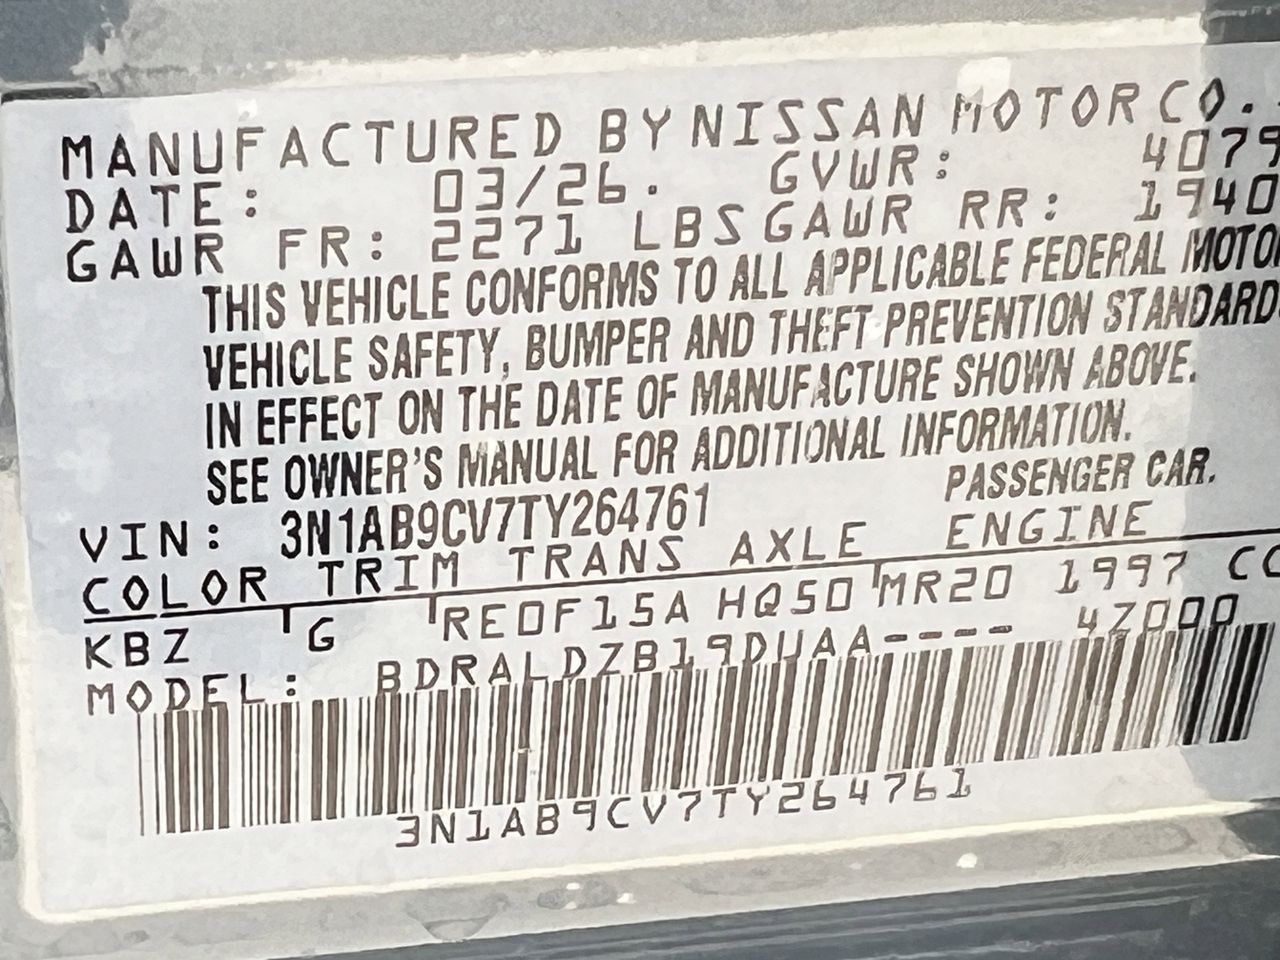 MANUFACTURED BY NISSAN MOTOR CO.
DATE: 03/26. GVWR: 4079
GAWR FR: 2271 LBS GAWR RR: 1940
THIS VEHICLE CONFORMS TO ALL APPLICABLE FEDERAL MOTOR
VEHICLE SAFETY, BUMPER AND THEFT PREVENTION STANDARD
IN EFFECT ON THE DATE OF MANUFACTURE SHOWN ABOVE.
SEE OWNER'S MANUAL FOR ADDITIONAL INFORMATION.
VIN: 3N1AB9CV7TY264761 PASSENGER CAR.
COLOR TRIM TRANS AXLE ENGINE
KBZ G RE0F15A HQ50 MR20 1997 CC
MODEL: BDRALDZB19DUAA---- 4Z000
3N1AB9CV7TY264761